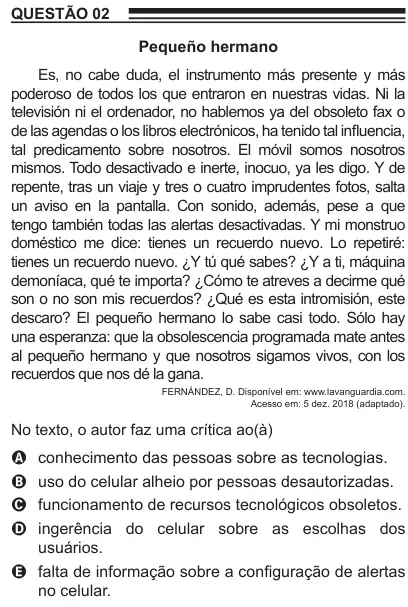 QUESTÃO 02
Pequeño hermano
Es, no cabe duda, el instrumento más presente y más
poderoso de todos los que entraron en nuestras vidas. Ni la
televisión ni el ordenador, no hablemos ya del obsoleto fax o
de las agendas o los libros electrónicos, ha tenido tal influencia,
tal predicamento sobre nosotros. El móvil somos nosotros
mismos. Todo desactivado e inerte, inocuo, ya les digo. Y de
repente, tras un viaje y tres o cuatro imprudentes fotos, salta
un aviso en la pantalla. Con sonido, además, pese a que
tengo también todas las alertas desactivadas. Y mi monstruo
doméstico me dice: tienes un recuerdo nuevo. Lo repetiré:
tienes un recuerdo nuevo. ¿Y tú qué sabes? ¿Y a ti, máquina
demoníaca, qué te importa? ¿Cómo te atreves a decirme qué
son o no son mis recuerdos? ¿Qué es esta intromisión, este
descaro? El pequeño hermano lo sabe casi todo. Sólo hay
una esperanza: que la obsolescencia programada mate antes
al pequeño hermano y que nosotros sigamos vivos, con los
recuerdos que nos dé la gana.
FERNÁNDEZ, D. Disponível em: www.lavanguardia.com.
Acesso em: 5 dez. 2018 (adaptado).
No texto, o autor faz uma crítica ao(à)
A conhecimento das pessoas sobre as tecnologias.
B uso do celular alheio por pessoas desautorizadas.
C funcionamento de recursos tecnológicos obsoletos.
D ingerência do celular sobre as escolhas dos
usuários.
E falta de informação sobre a configuração de alertas
no celular.